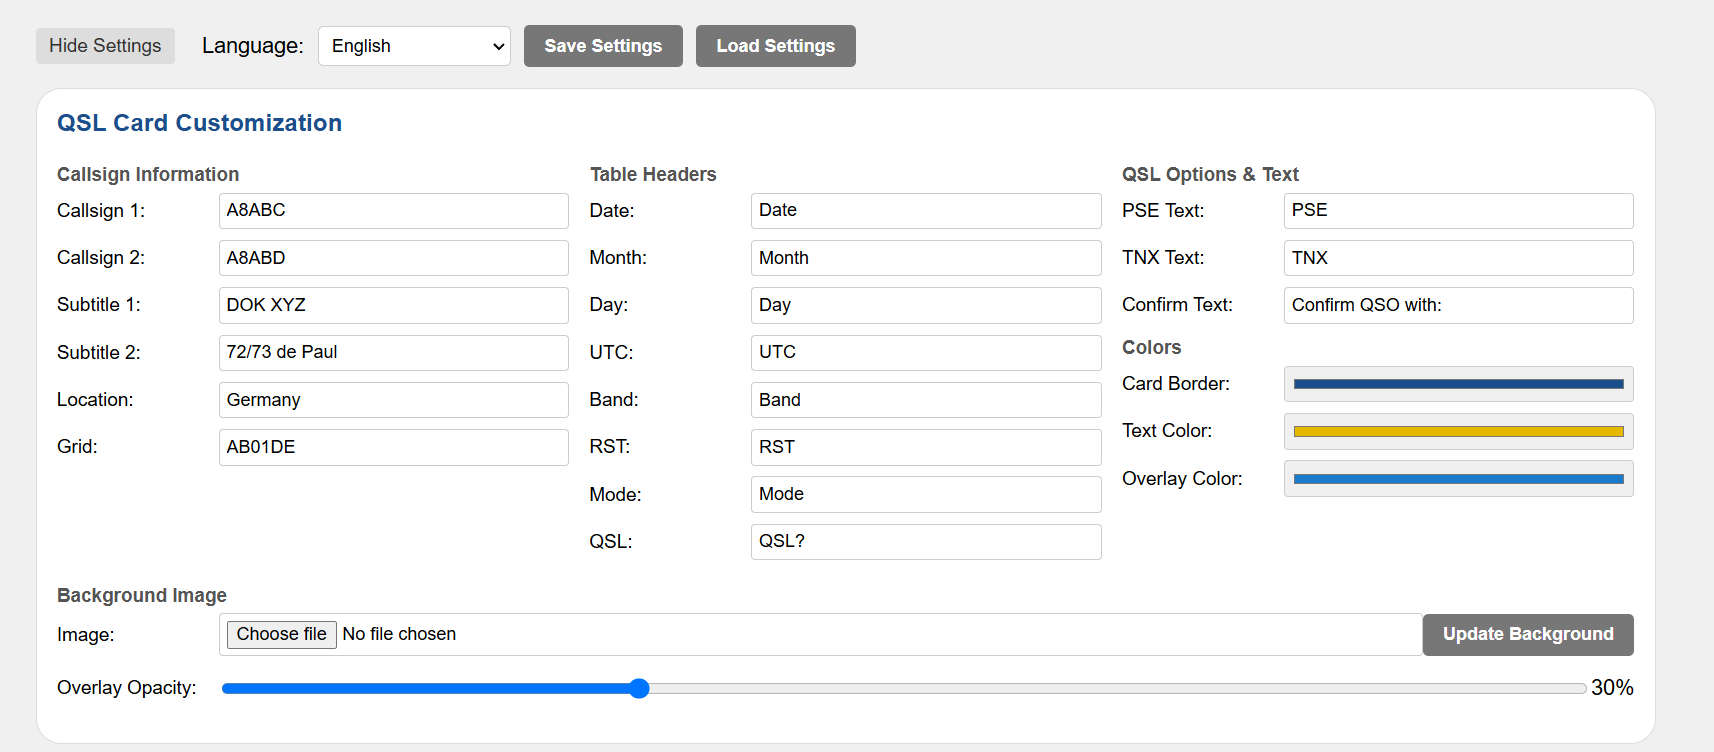 Hide Settings Language: English Save Settings Load Settings
QSL Card Customization
Callsign Information
Callsign 1: A8ABC
Callsign 2: A8ABD
Subtitle 1: DOK XYZ
Subtitle 2: 72/73 de Paul
Location: Germany
Grid: AB01DE
Table Headers
Date: Date
Month: Month
Day: Day
UTC: UTC
Band: Band
RST: RST
Mode: Mode
QSL: QSL?
QSL Options & Text
PSE Text: PSE
TNX Text: TNX
Confirm Text: Confirm QSO with:
Colors
Card Border:
Text Color:
Overlay Color:
Background Image
Image: Choose file No file chosen Update Background
Overlay Opacity: 30%